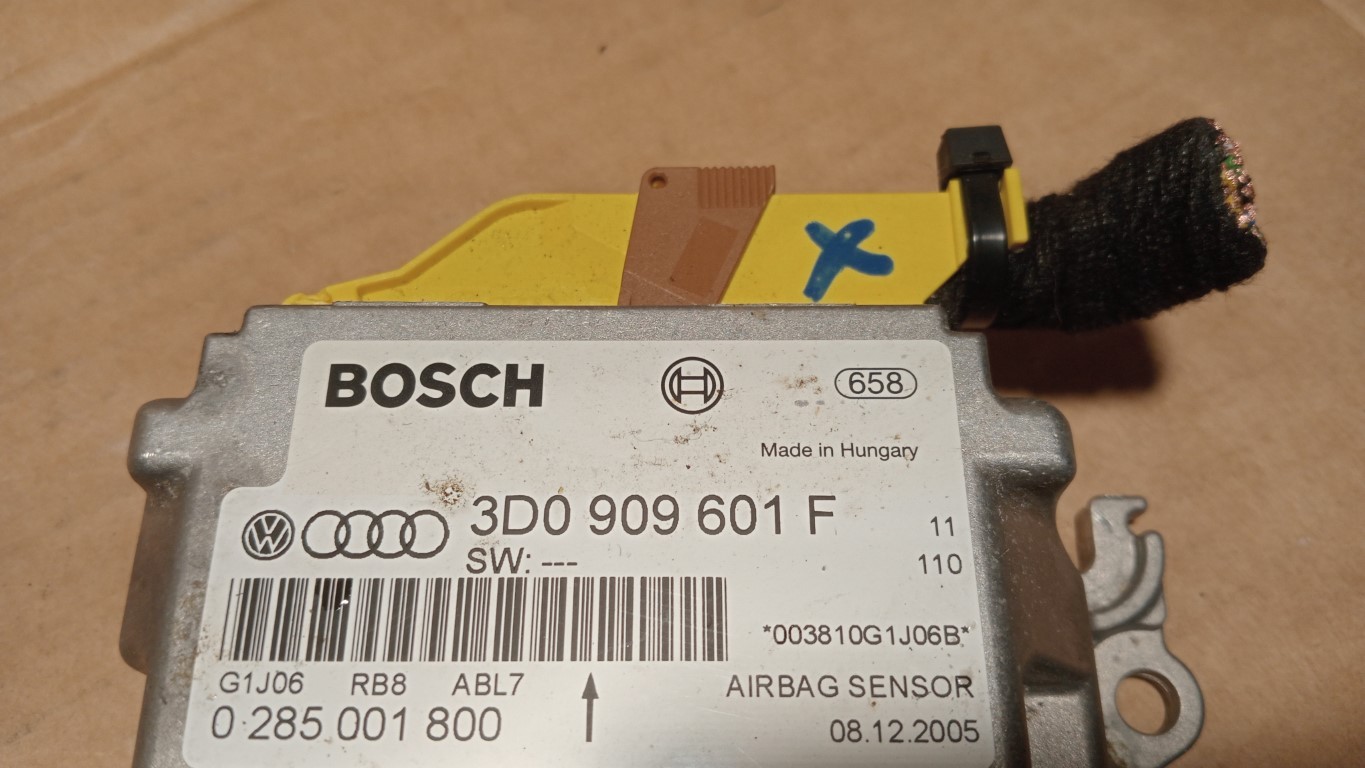 BOSCH
658
Made in Hungary
3D0 909 601 F
11
SW: ---
110
*003810G1J06B*
G1J06 RB8 ABL7
AIRBAG SENSOR
0 285 001 800
08.12.2005